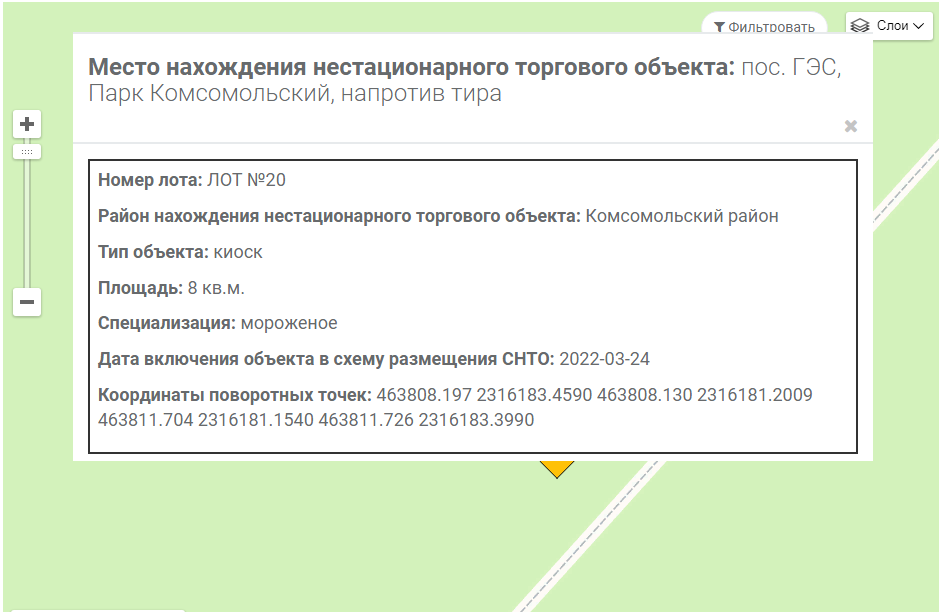 Фильтровать
Слои
Место нахождения нестационарного торгового объекта: пос. ГЭС,
Парк Комсомольский, напротив тира
Номер лота: ЛОТ №20
Район нахождения нестационарного торгового объекта: Комсомольский район
Тип объекта: киоск
Площадь: 8 кв.м.
Специализация: мороженое
Дата включения объекта в схему размещения СНТО: 2022-03-24
Координаты поворотных точек: 463808.197 2316183.4590 463808.130 2316181.2009
463811.704 2316181.1540 463811.726 2316183.3990